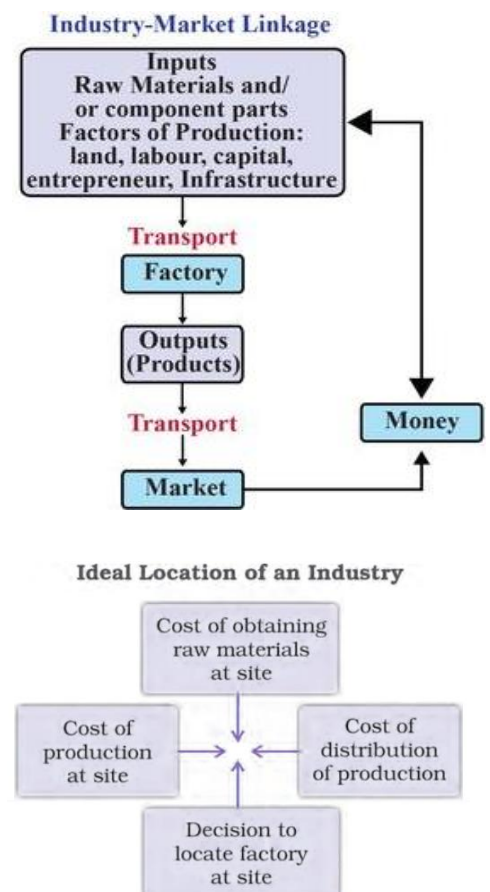 Industry-Market Linkage
Inputs
Raw Materials and/
or component parts
Factors of Production:
land, labour, capital,
entrepreneur, Infrastructure
Transport
Factory
Outputs
(Products)
Transport
Money
Market
Ideal Location of an Industry
Cost of obtaining
raw materials
at site
Cost of
production
at site
Cost of
distribution
of production
Decision to
locate factory
at site